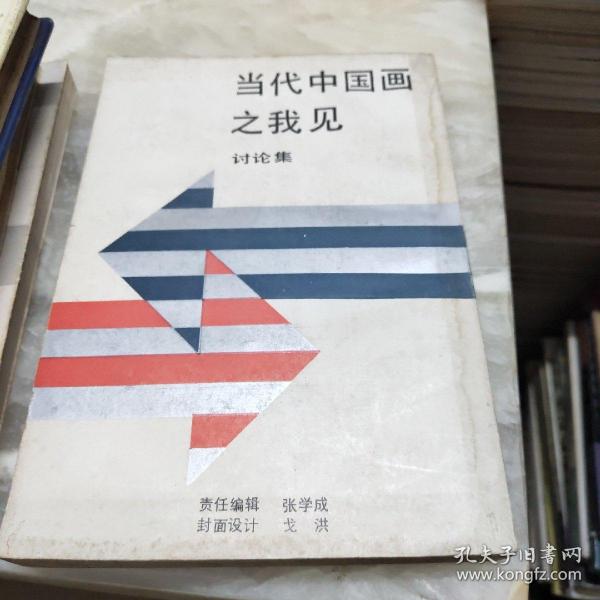 当代中国画
之我见
讨论集
责任编辑 张学成
封面设计 戈洪
孔夫子旧書网
www.kongfz.com